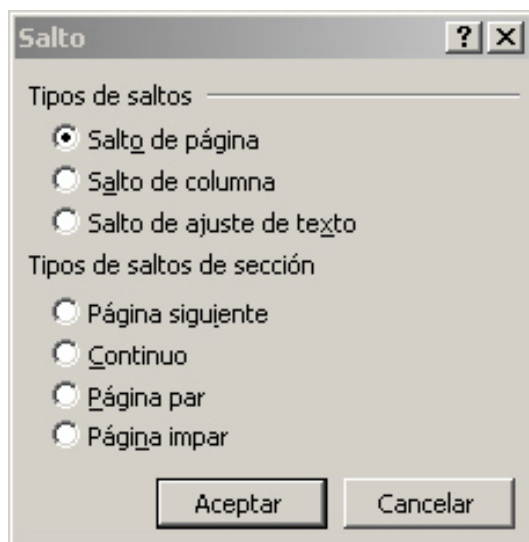 Salto
Tipos de saltos
Salto de página
Salto de columna
Salto de ajuste de texto
Tipos de saltos de sección
Página siguiente
Continuo
Página par
Página impar
Aceptar Cancelar